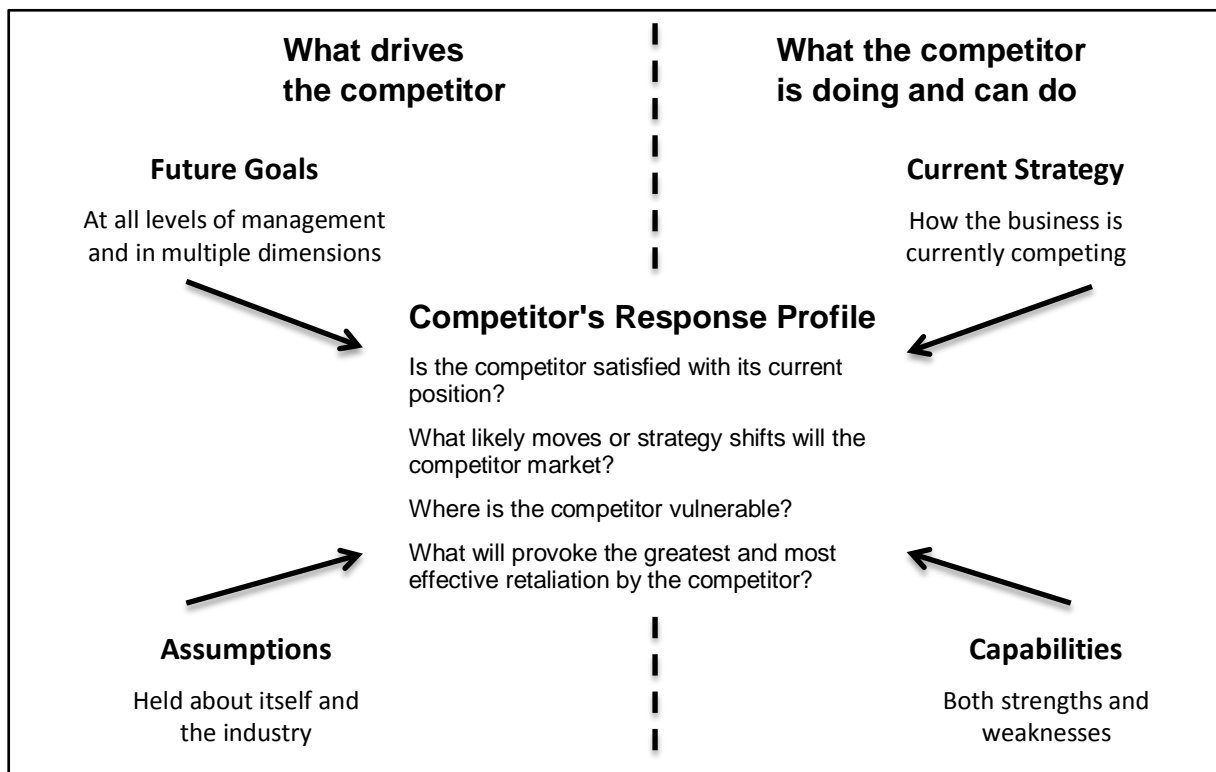 What drives
the competitor
What the competitor
is doing and can do
Future Goals
At all levels of management
and in multiple dimensions
Current Strategy
How the business is
currently competing
Competitor's Response Profile
Is the competitor satisfied with its current
position?
What likely moves or strategy shifts will the
competitor market?
Where is the competitor vulnerable?
What will provoke the greatest and most
effective retaliation by the competitor?
Assumptions
Held about itself and
the industry
Capabilities
Both strengths and
weaknesses